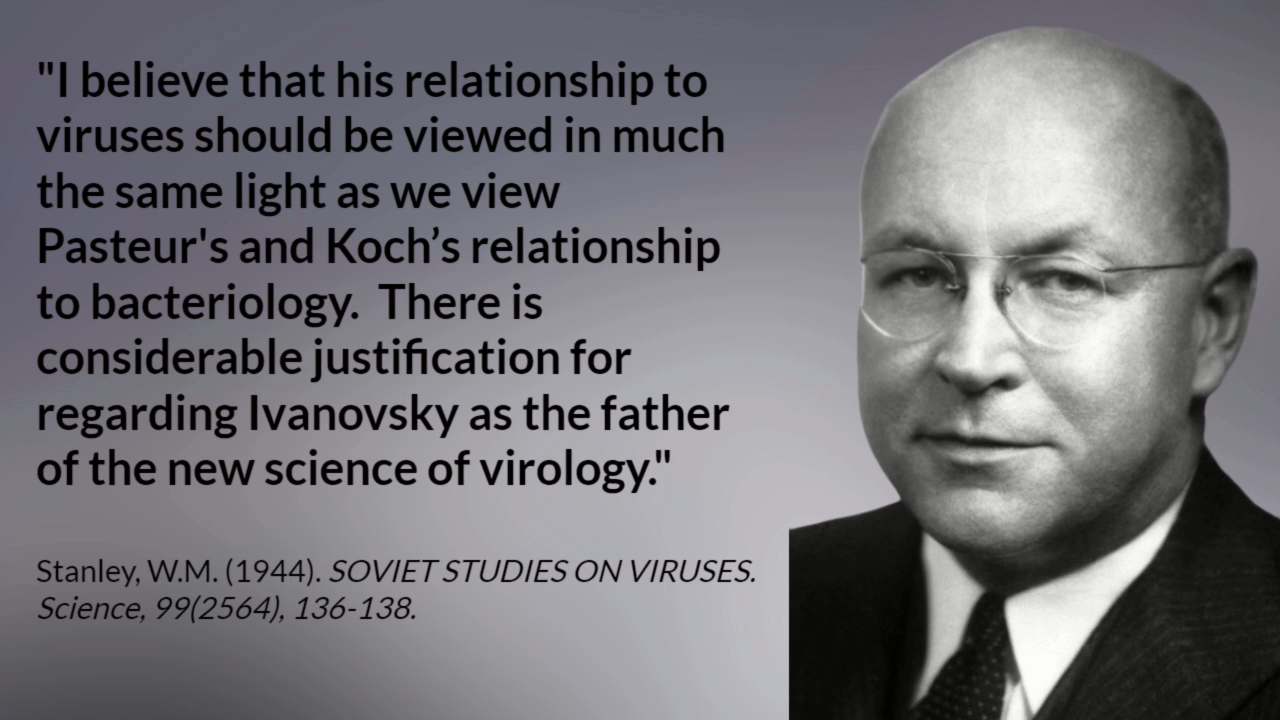 "I believe that his relationship to
viruses should be viewed in much
the same light as we view
Pasteur's and Koch’s relationship
to bacteriology.  There is
considerable justification for
regarding Ivanovsky as the father
of the new science of virology."
Stanley, W.M. (1944). SOVIET STUDIES ON VIRUSES.
Science, 99(2564), 136-138.